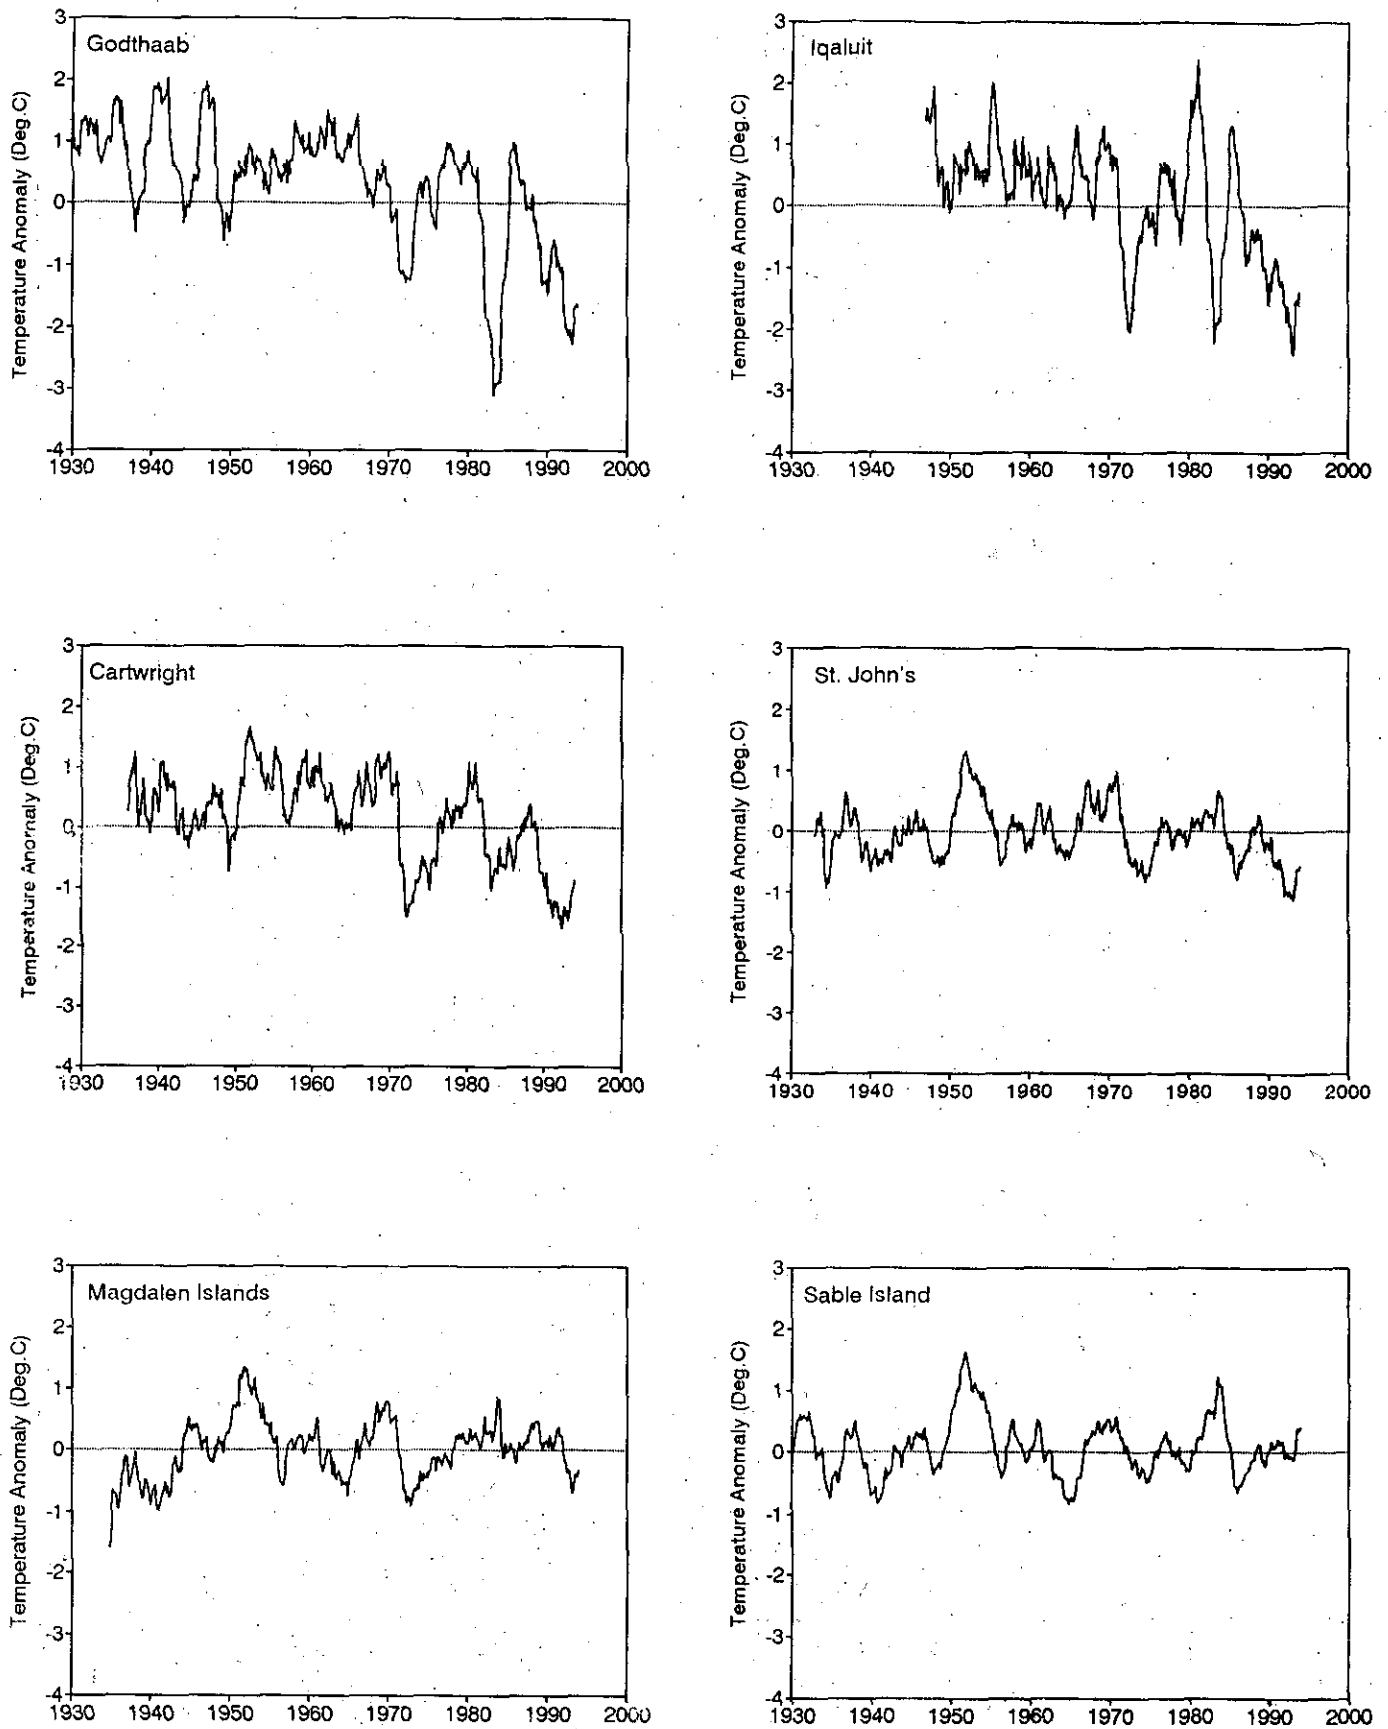 Godthaab
Temperature Anomaly (Deg.C)
3
2
1
0
-1
-2
-3
-4
1930 1940 1950 1960 1970 1980 1990 2000
Iqaluit
Temperature Anomaly (Deg.C)
3
2
1
0
-1
-2
-3
-4
1930 1940 1950 1960 1970 1980 1990 2000
Cartwright
Temperature Anomaly (Deg.C)
3
2
1
0
-1
-2
-3
-4
1930 1940 1950 1960 1970 1980 1990 2000
St. John's
Temperature Anomaly (Deg.C)
3
2
1
0
-1
-2
-3
-4
1930 1940 1950 1960 1970 1980 1990 2000
Magdalen Islands
Temperature Anomaly (Deg.C)
3
2
1
0
-1
-2
-3
-4
1930 1940 1950 1960 1970 1980 1990 2000
Sable Island
Temperature Anomaly (Deg.C)
3
2
1
0
-1
-2
-3
-4
1930 1940 1950 1960 1970 1980 1990 2000